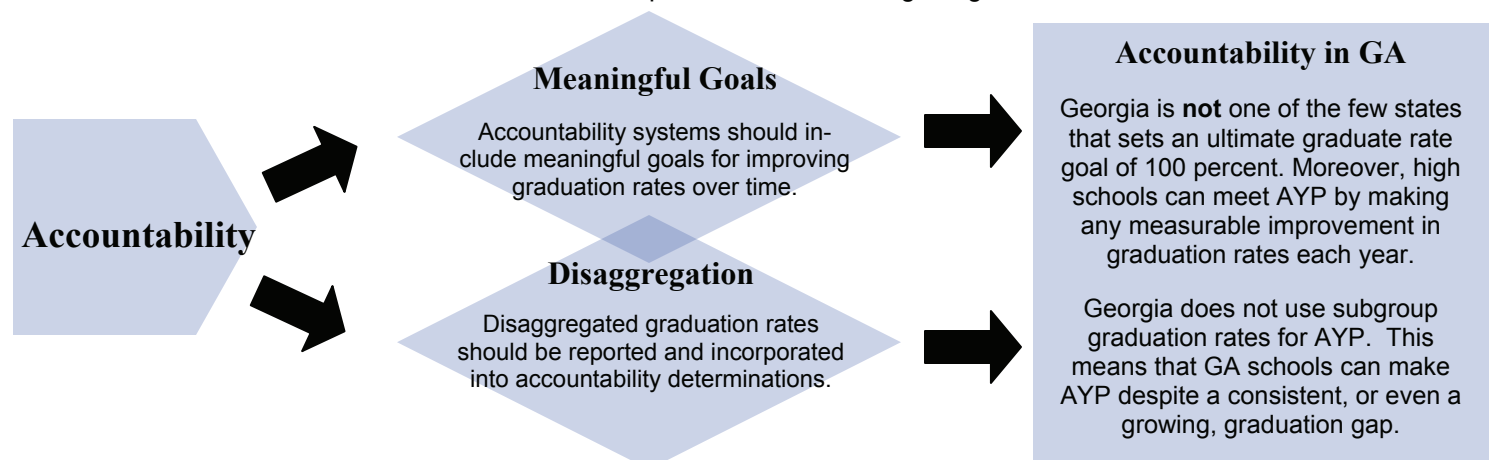 Accountability
Meaningful Goals
Accountability systems should in-
clude meaningful goals for improving
graduation rates over time.
Disaggregation
Disaggregated graduation rates
should be reported and incorporated
into accountability determinations.
Accountability in GA
Georgia is not one of the few states
that sets an ultimate graduate rate
goal of 100 percent. Moreover, high
schools can meet AYP by making
any measurable improvement in
graduation rates each year.
Georgia does not use subgroup
graduation rates for AYP.  This
means that GA schools can make
AYP despite a consistent, or even a
growing, graduation gap.